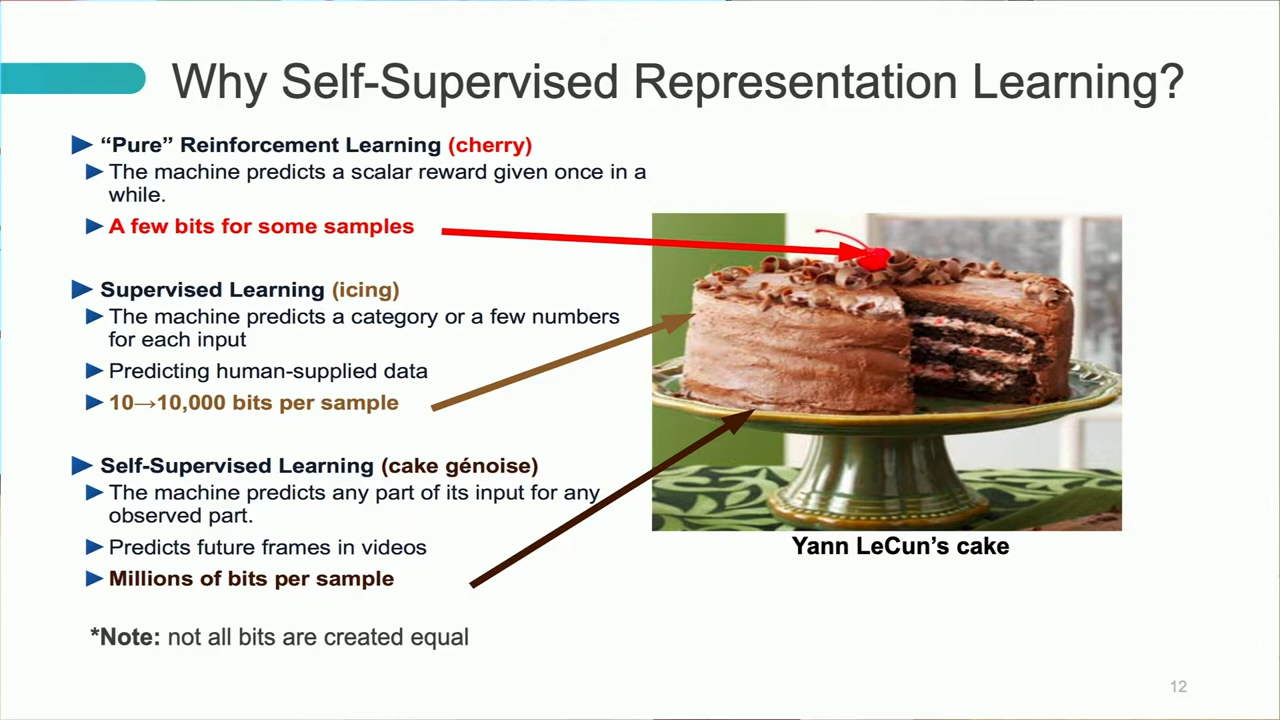 Why Self-Supervised Representation Learning?
“Pure” Reinforcement Learning (cherry)
The machine predicts a scalar reward given once in a
while.
A few bits for some samples
Supervised Learning (icing)
The machine predicts a category or a few numbers
for each input
Predicting human-supplied data
10→10,000 bits per sample
Self-Supervised Learning (cake génoise)
The machine predicts any part of its input for any
observed part.
Predicts future frames in videos
Millions of bits per sample
*Note: not all bits are created equal
Yann LeCun’s cake
12